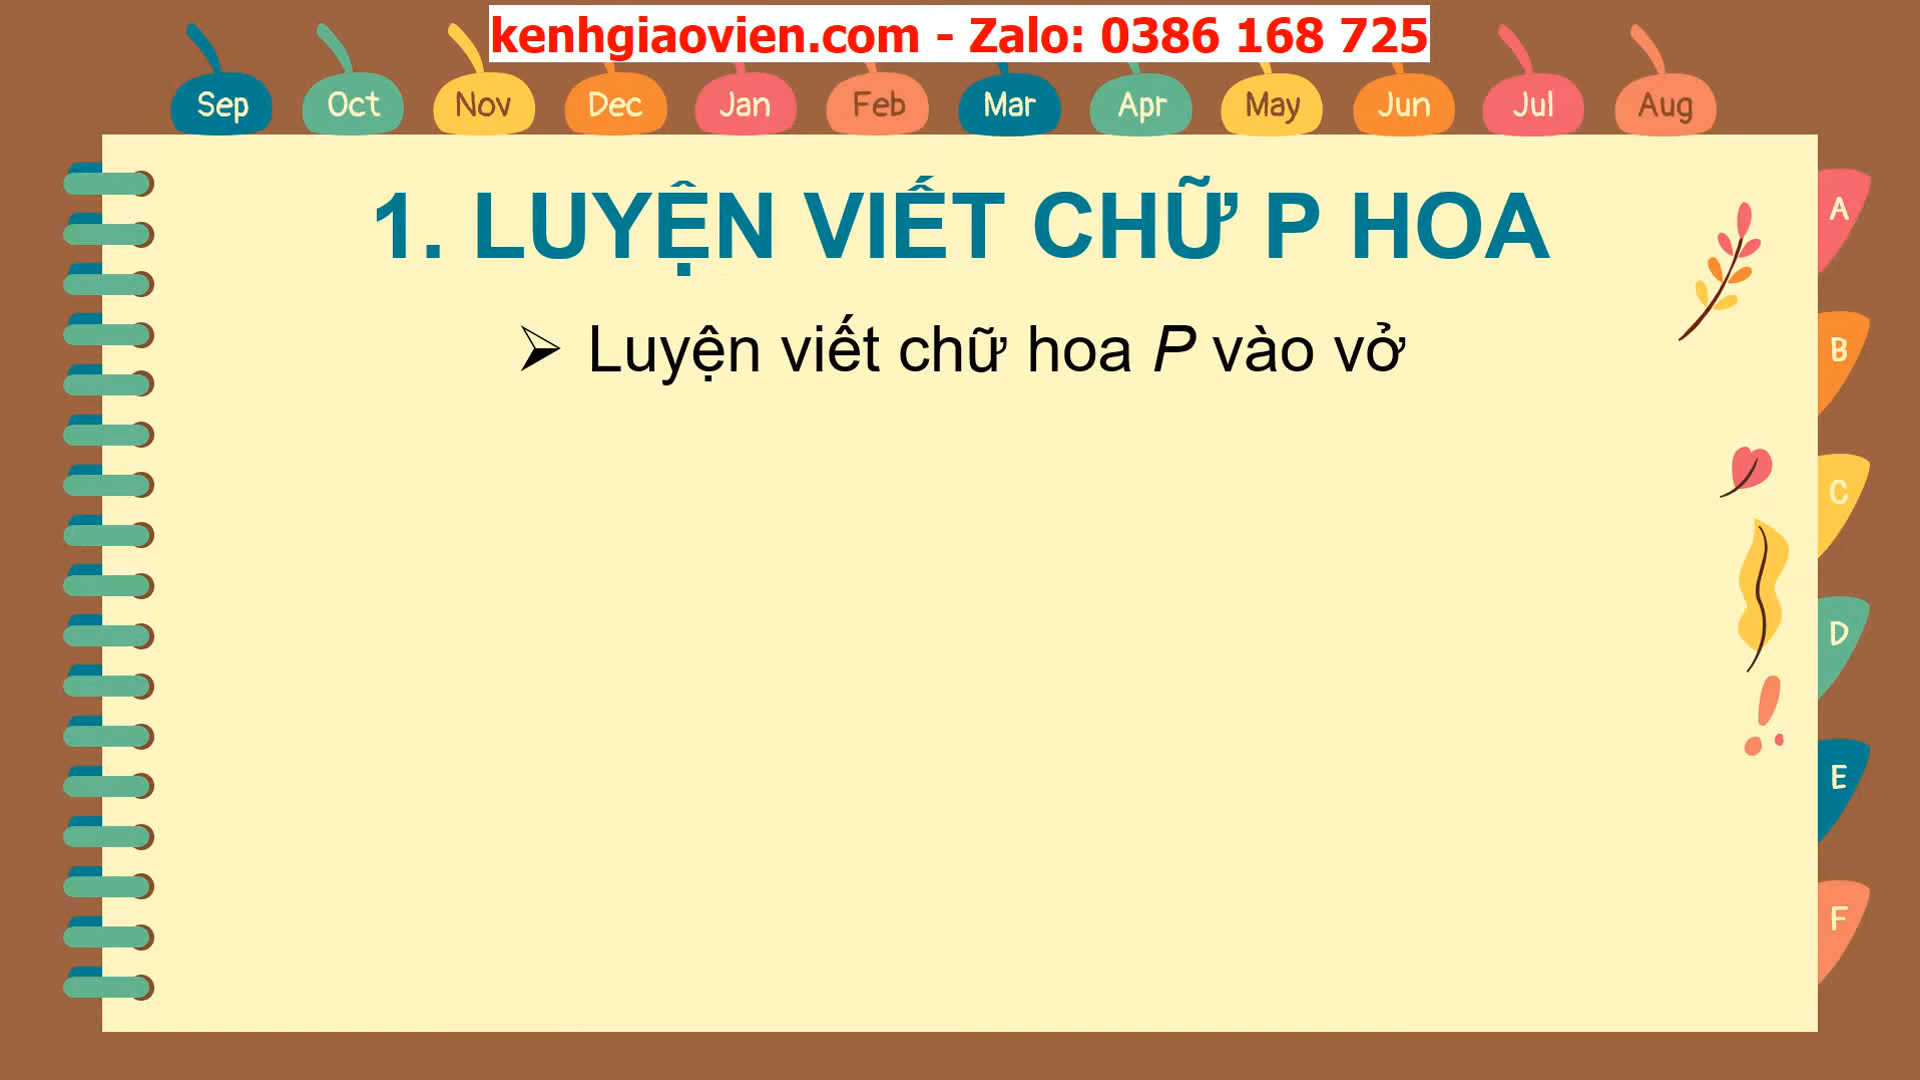 kenhgiaovien.com - Zalo: 0386 168 725
Sep Oct Nov Dec Jan Feb Mar Apr May Jun Jul Aug
1. LUYỆN VIẾT CHỮ P HOA
Luyện viết chữ hoa P vào vở
A
B
C
D
E
F